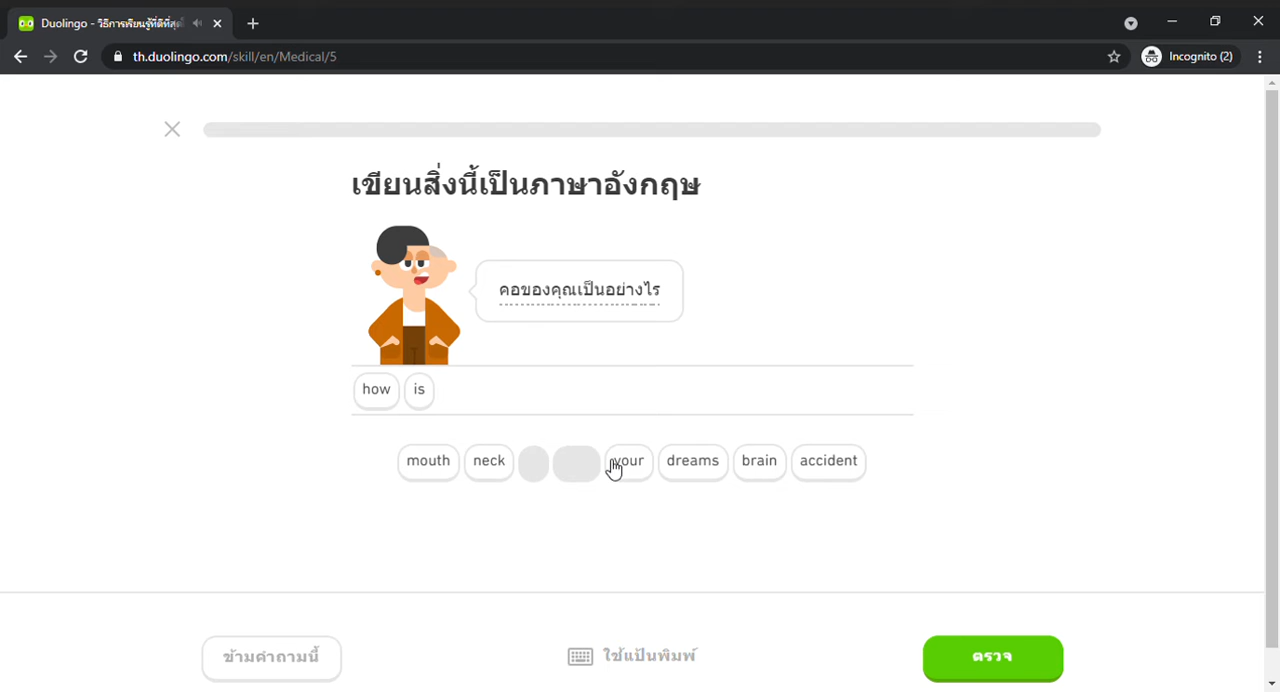 Duolingo - วิธีการเรียนรู้ที่ดีที่สุด
th.duolingo.com/skill/en/Medical/5
Incognito (2)
เขียนสิ่งนี้เป็นภาษาอังกฤษ
คอของคุณเป็นอย่างไร
how is
mouth neck your dreams brain accident
ข้ามคำถามนี้ ใช้แป้นพิมพ์ ตรวจ